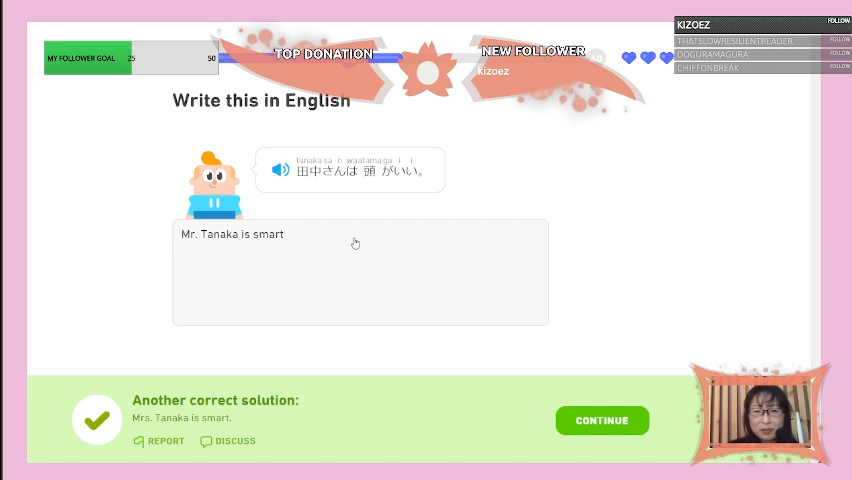 MY FOLLOWER GOAL 25 50
TOP DONATION
NEW FOLLOWER
kizoez
KIZOEZ FOLLOW
THATSLOWRESILIENTREADER FOLLOW
DOGURAMAGURA FOLLOW
CHIFFONBREAK FOLLOW
Write this in English
tanakasa n waatamaga i i
田中さんは 頭 がいい。
Mr. Tanaka is smart
Another correct solution:
Mrs. Tanaka is smart.
REPORT DISCUSS
CONTINUE